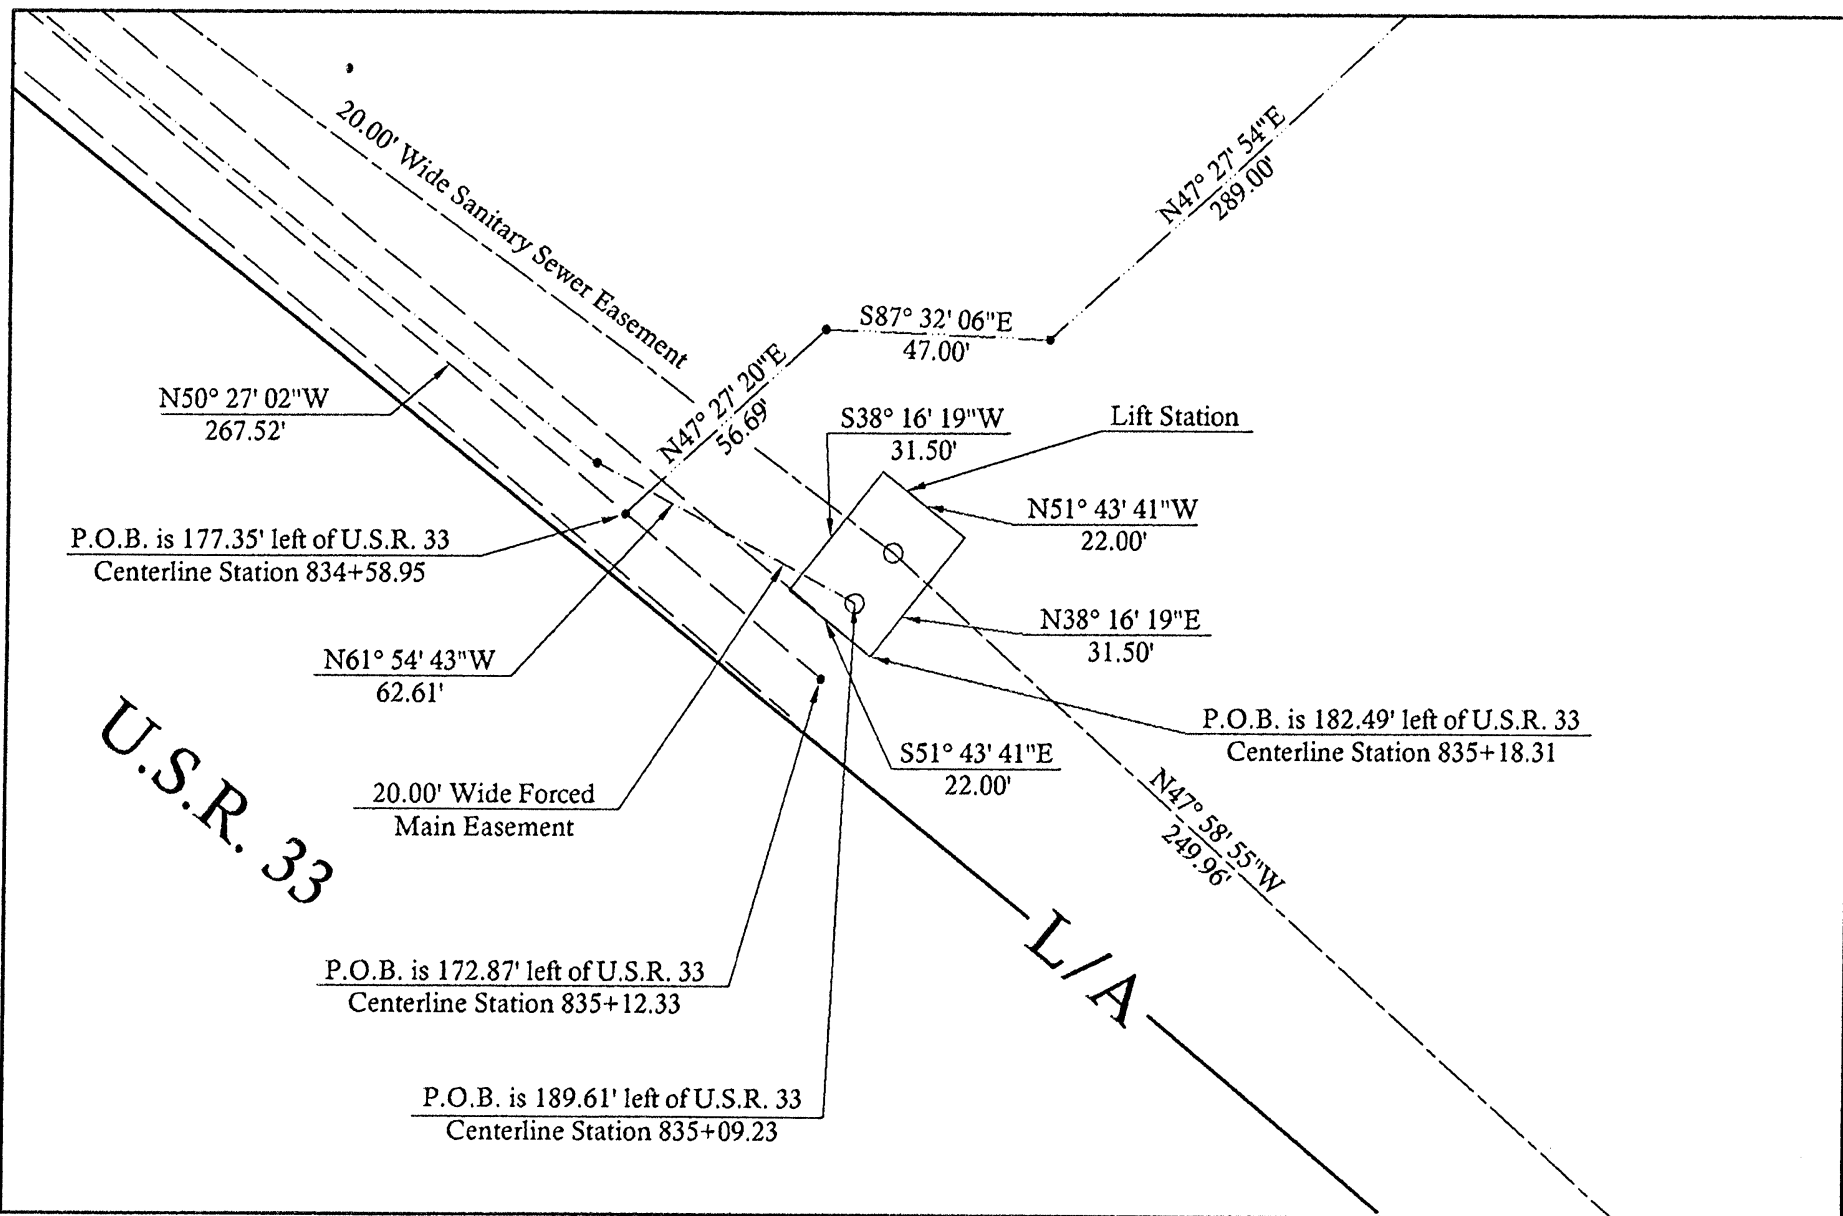 20.00' Wide Sanitary Sewer Easement
N47° 27' 54"E
289.00'
S87° 32' 06"E
47.00'
N47° 27' 20"E
56.69'
N50° 27' 02"W
267.52'
S38° 16' 19"W
31.50'
Lift Station
N51° 43' 41"W
22.00'
P.O.B. is 177.35' left of U.S.R. 33
Centerline Station 834+58.95
N38° 16' 19"E
31.50'
N61° 54' 43"W
62.61'
P.O.B. is 182.49' left of U.S.R. 33
Centerline Station 835+18.31
S51° 43' 41"E
22.00'
U.S.R. 33
20.00' Wide Forced
Main Easement
N47° 58' 55"W
249.96'
L/A
P.O.B. is 172.87' left of U.S.R. 33
Centerline Station 835+12.33
P.O.B. is 189.61' left of U.S.R. 33
Centerline Station 835+09.23